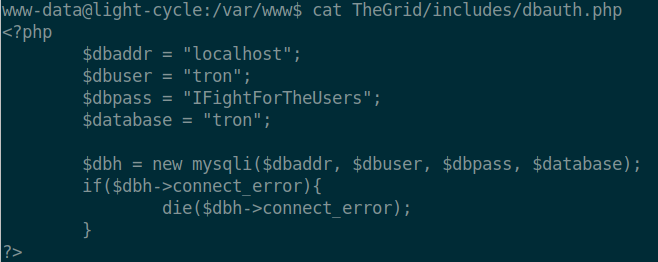 www-data@light-cycle:/var/www$ cat TheGrid/includes/dbauth.php
<?php
        $dbaddr = "localhost";
        $dbuser = "tron";
        $dbpass = "IFightForTheUsers";
        $database = "tron";

        $dbh = new mysqli($dbaddr, $dbuser, $dbpass, $database);
        if($dbh->connect_error){
                die($dbh->connect_error);
        }
?>